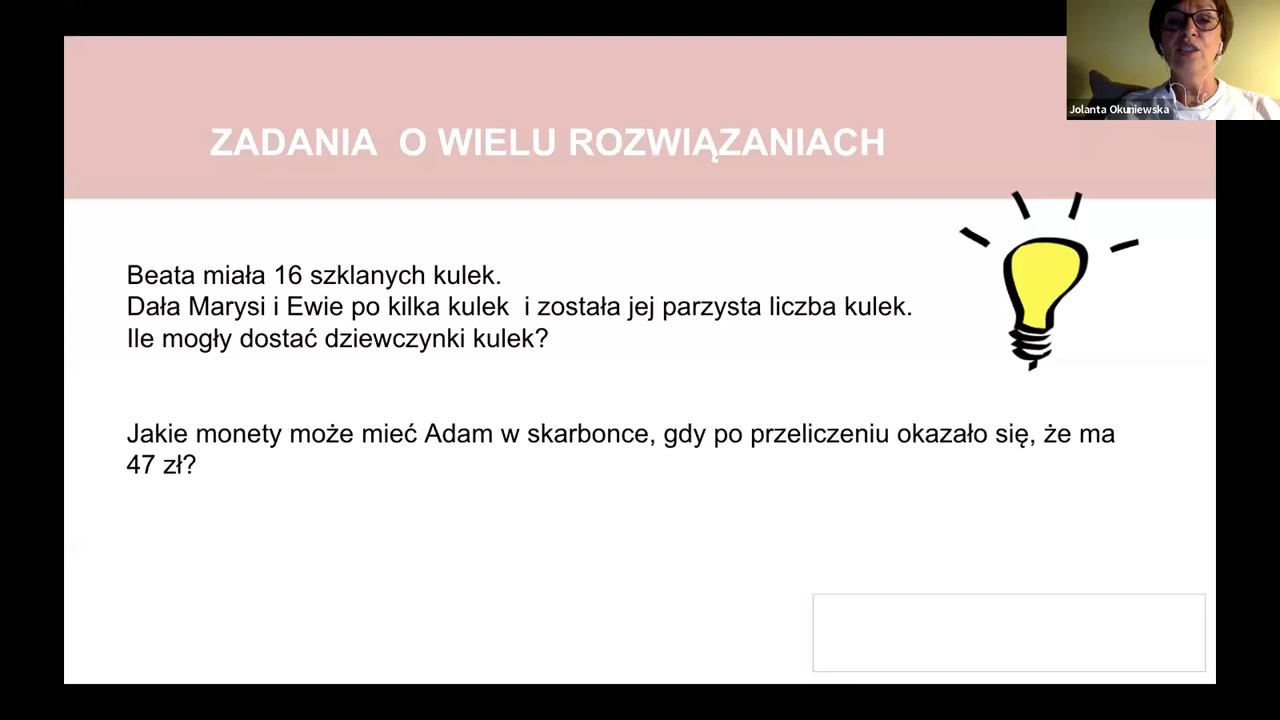 Jolanta Okuniewska
ZADANIA O WIELU ROZWIĄZANIACH
Beata miała 16 szklanych kulek.
Dała Marysi i Ewie po kilka kulek i została jej parzysta liczba kulek.
Ile mogły dostać dziewczynki kulek?
Jakie monety może mieć Adam w skarbonce, gdy po przeliczeniu okazało się, że ma
47 zł?